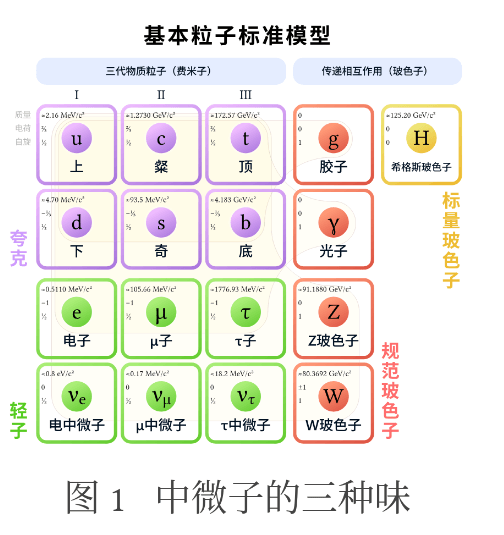 基本粒子标准模型
三代物质粒子（费米子）
传递相互作用（玻色子）
I II III
质量
电荷
自旋
≈2.16 MeV/c²
⅔
½
u
上
≈1.2730 GeV/c²
⅔
½
c
粲
≈172.57 GeV/c²
⅔
½
t
顶
0
0
1
g
胶子
≈125.20 GeV/c²
0
0
H
希格斯玻色子
≈4.70 MeV/c²
−⅓
½
d
下
≈93.5 MeV/c²
−⅓
½
s
奇
≈4.183 GeV/c²
−⅓
½
b
底
0
0
1
γ
光子
夸克
标量玻色子
≈0.5110 MeV/c²
−1
½
e
电子
≈105.66 MeV/c²
−1
½
μ
μ子
≈1776.93 MeV/c²
−1
½
τ
τ子
≈91.1880 GeV/c²
0
1
Z
Z玻色子
<0.8 eV/c²
0
½
νe
电中微子
<0.17 MeV/c²
0
½
νμ
μ中微子
<18.2 MeV/c²
0
½
ντ
τ中微子
≈80.3692 GeV/c²
±1
1
W
W玻色子
轻子
规范玻色子
图 1 中微子的三种味